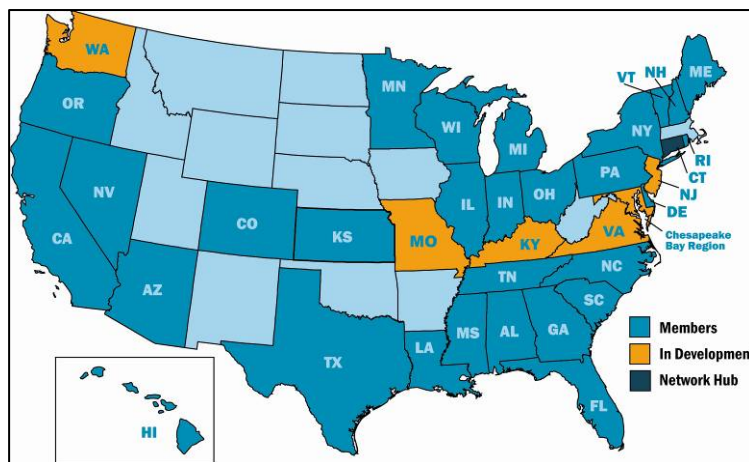 WA
OR
NV
CA
AZ
CO
KS
TX
MN
WI
MI
IL
IN
OH
MO
KY
TN
MS
AL
GA
LA
FL
SC
NC
VA
PA
NY
VT
NH
ME
RI
CT
NJ
DE
Chesapeake
Bay Region
HI
Members
In Development
Network Hub